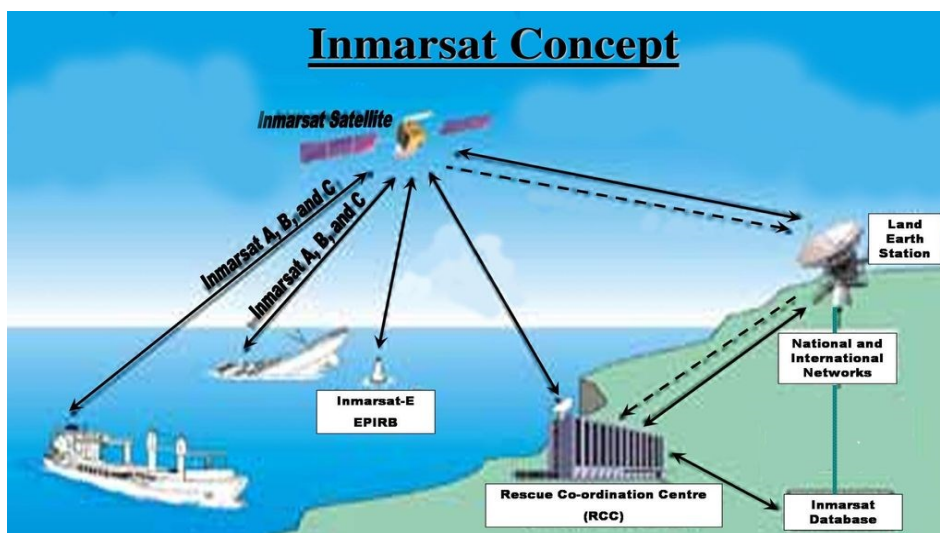 Inmarsat Concept
Inmarsat Satellite
Inmarsat A, B, and C
Inmarsat A, B, and C
Land
Earth
Station
National and
International
Networks
Inmarsat-E
EPIRB
Rescue Co-ordination Centre
(RCC)
Inmarsat
Database